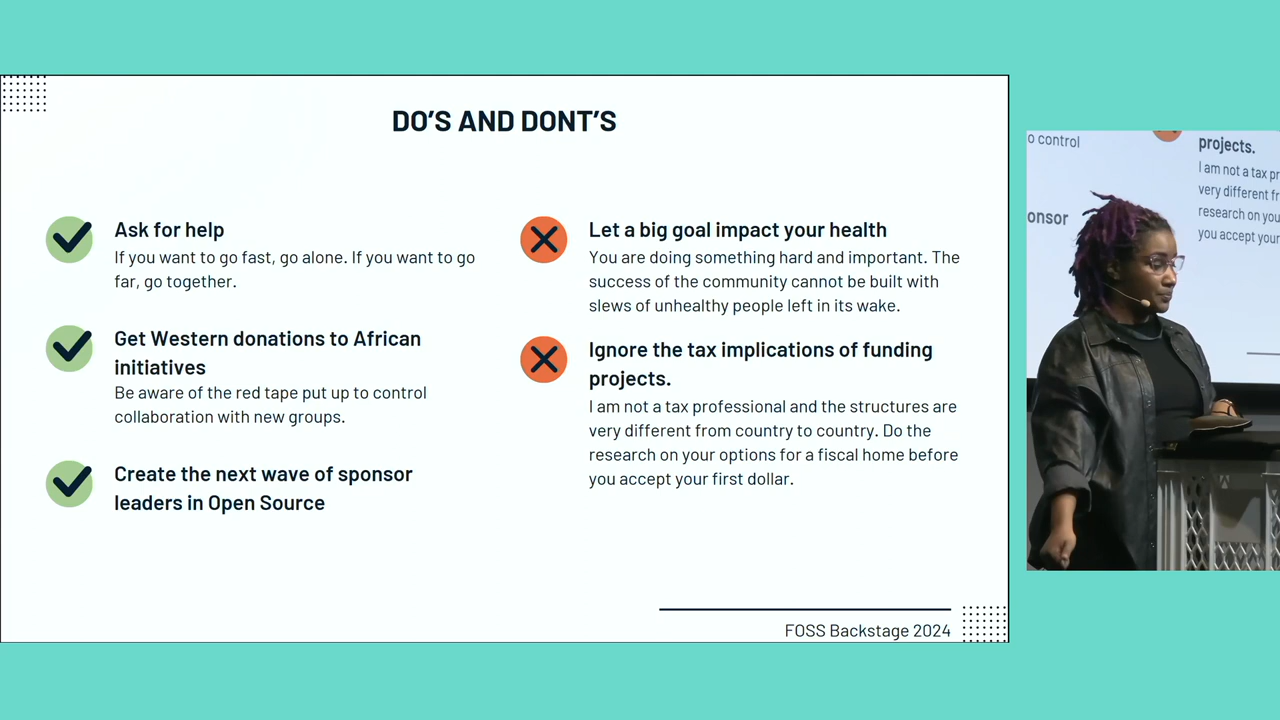 DO'S AND DONT'S
Ask for help
If you want to go fast, go alone. If you want to go
far, go together.
Get Western donations to African
initiatives
Be aware of the red tape put up to control
collaboration with new groups.
Create the next wave of sponsor
leaders in Open Source
Let a big goal impact your health
You are doing something hard and important. The
success of the community cannot be built with
slews of unhealthy people left in its wake.
Ignore the tax implications of funding
projects.
I am not a tax professional and the structures are
very different from country to country. Do the
research on your options for a fiscal home before
you accept your first dollar.
FOSS Backstage 2024
o control
onsor
projects.
I am not a tax pr
very different fr
research on you
you accept your